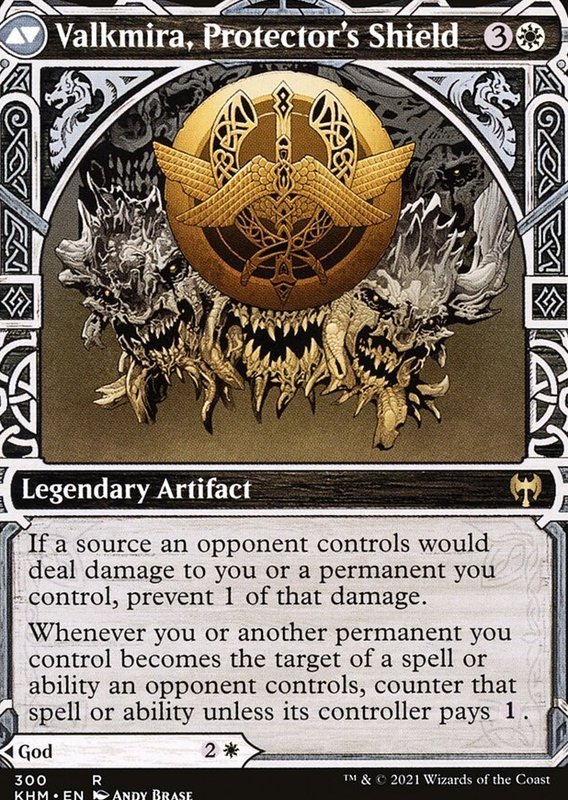 Valkmira, Protector's Shield 3
Legendary Artifact
If a source an opponent controls would
deal damage to you or a permanent you
control, prevent 1 of that damage.
Whenever you or another permanent you
control becomes the target of a spell or
ability an opponent controls, counter that
spell or ability unless its controller pays 1.
God 2
300 R
KHM • EN Andy Brase
™ & © 2021 Wizards of the Coast